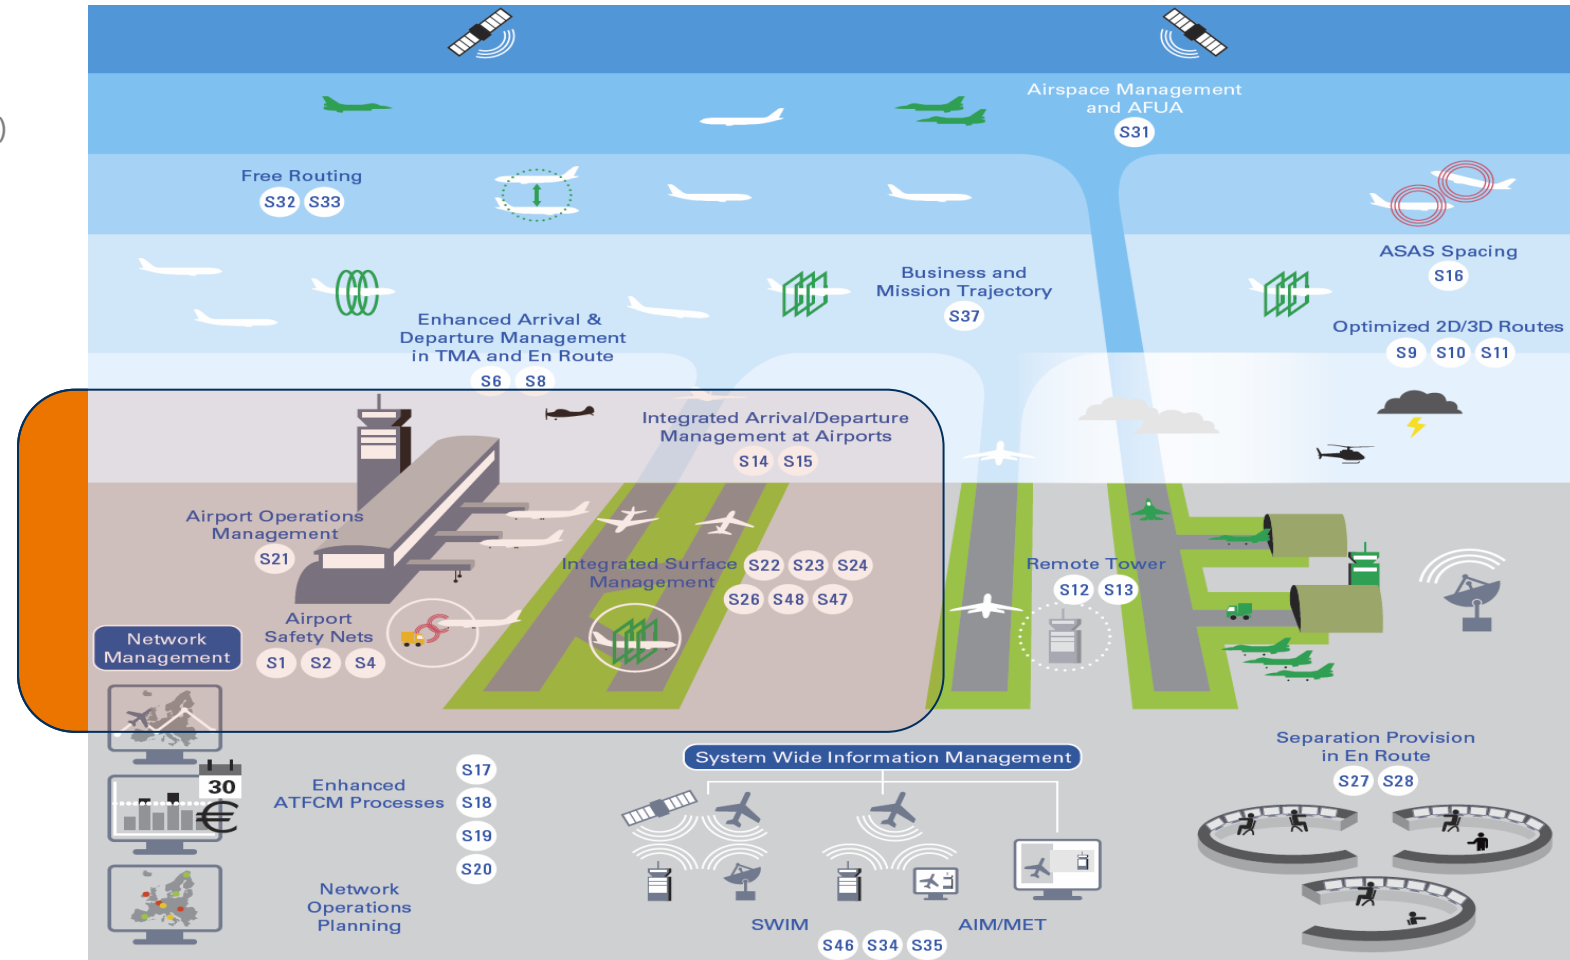 )
Airspace Management
and AFUA
S31
Free Routing
S32 S33
ASAS Spacing
S16
Business and
Mission Trajectory
S37
Enhanced Arrival &
Departure Management
in TMA and En Route
S6 S8
Optimized 2D/3D Routes
S9 S10 S11
Integrated Arrival/Departure
Management at Airports
S14 S15
Airport Operations
Management
S21
Integrated Surface
Management
S22 S23 S24
S26 S48 S47
Remote Tower
S12 S13
Airport
Safety Nets
S1 S2 S4
Network
Management
30
€
Enhanced
ATFCM Processes
S17
S18
S19
S20
Network
Operations
Planning
System Wide Information Management
SWIM
AIM/MET
S46 S34 S35
Separation Provision
in En Route
S27 S28